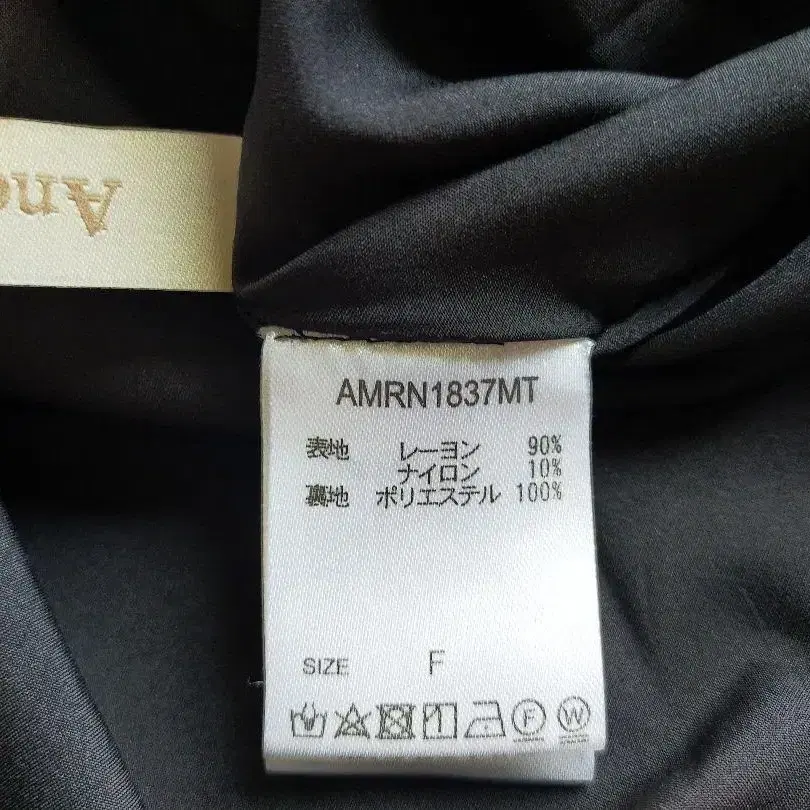 Ane
AMRN1837MT
表地 レーヨン 90%
ナイロン 10%
裏地 ポリエステル 100%
SIZE F
F W